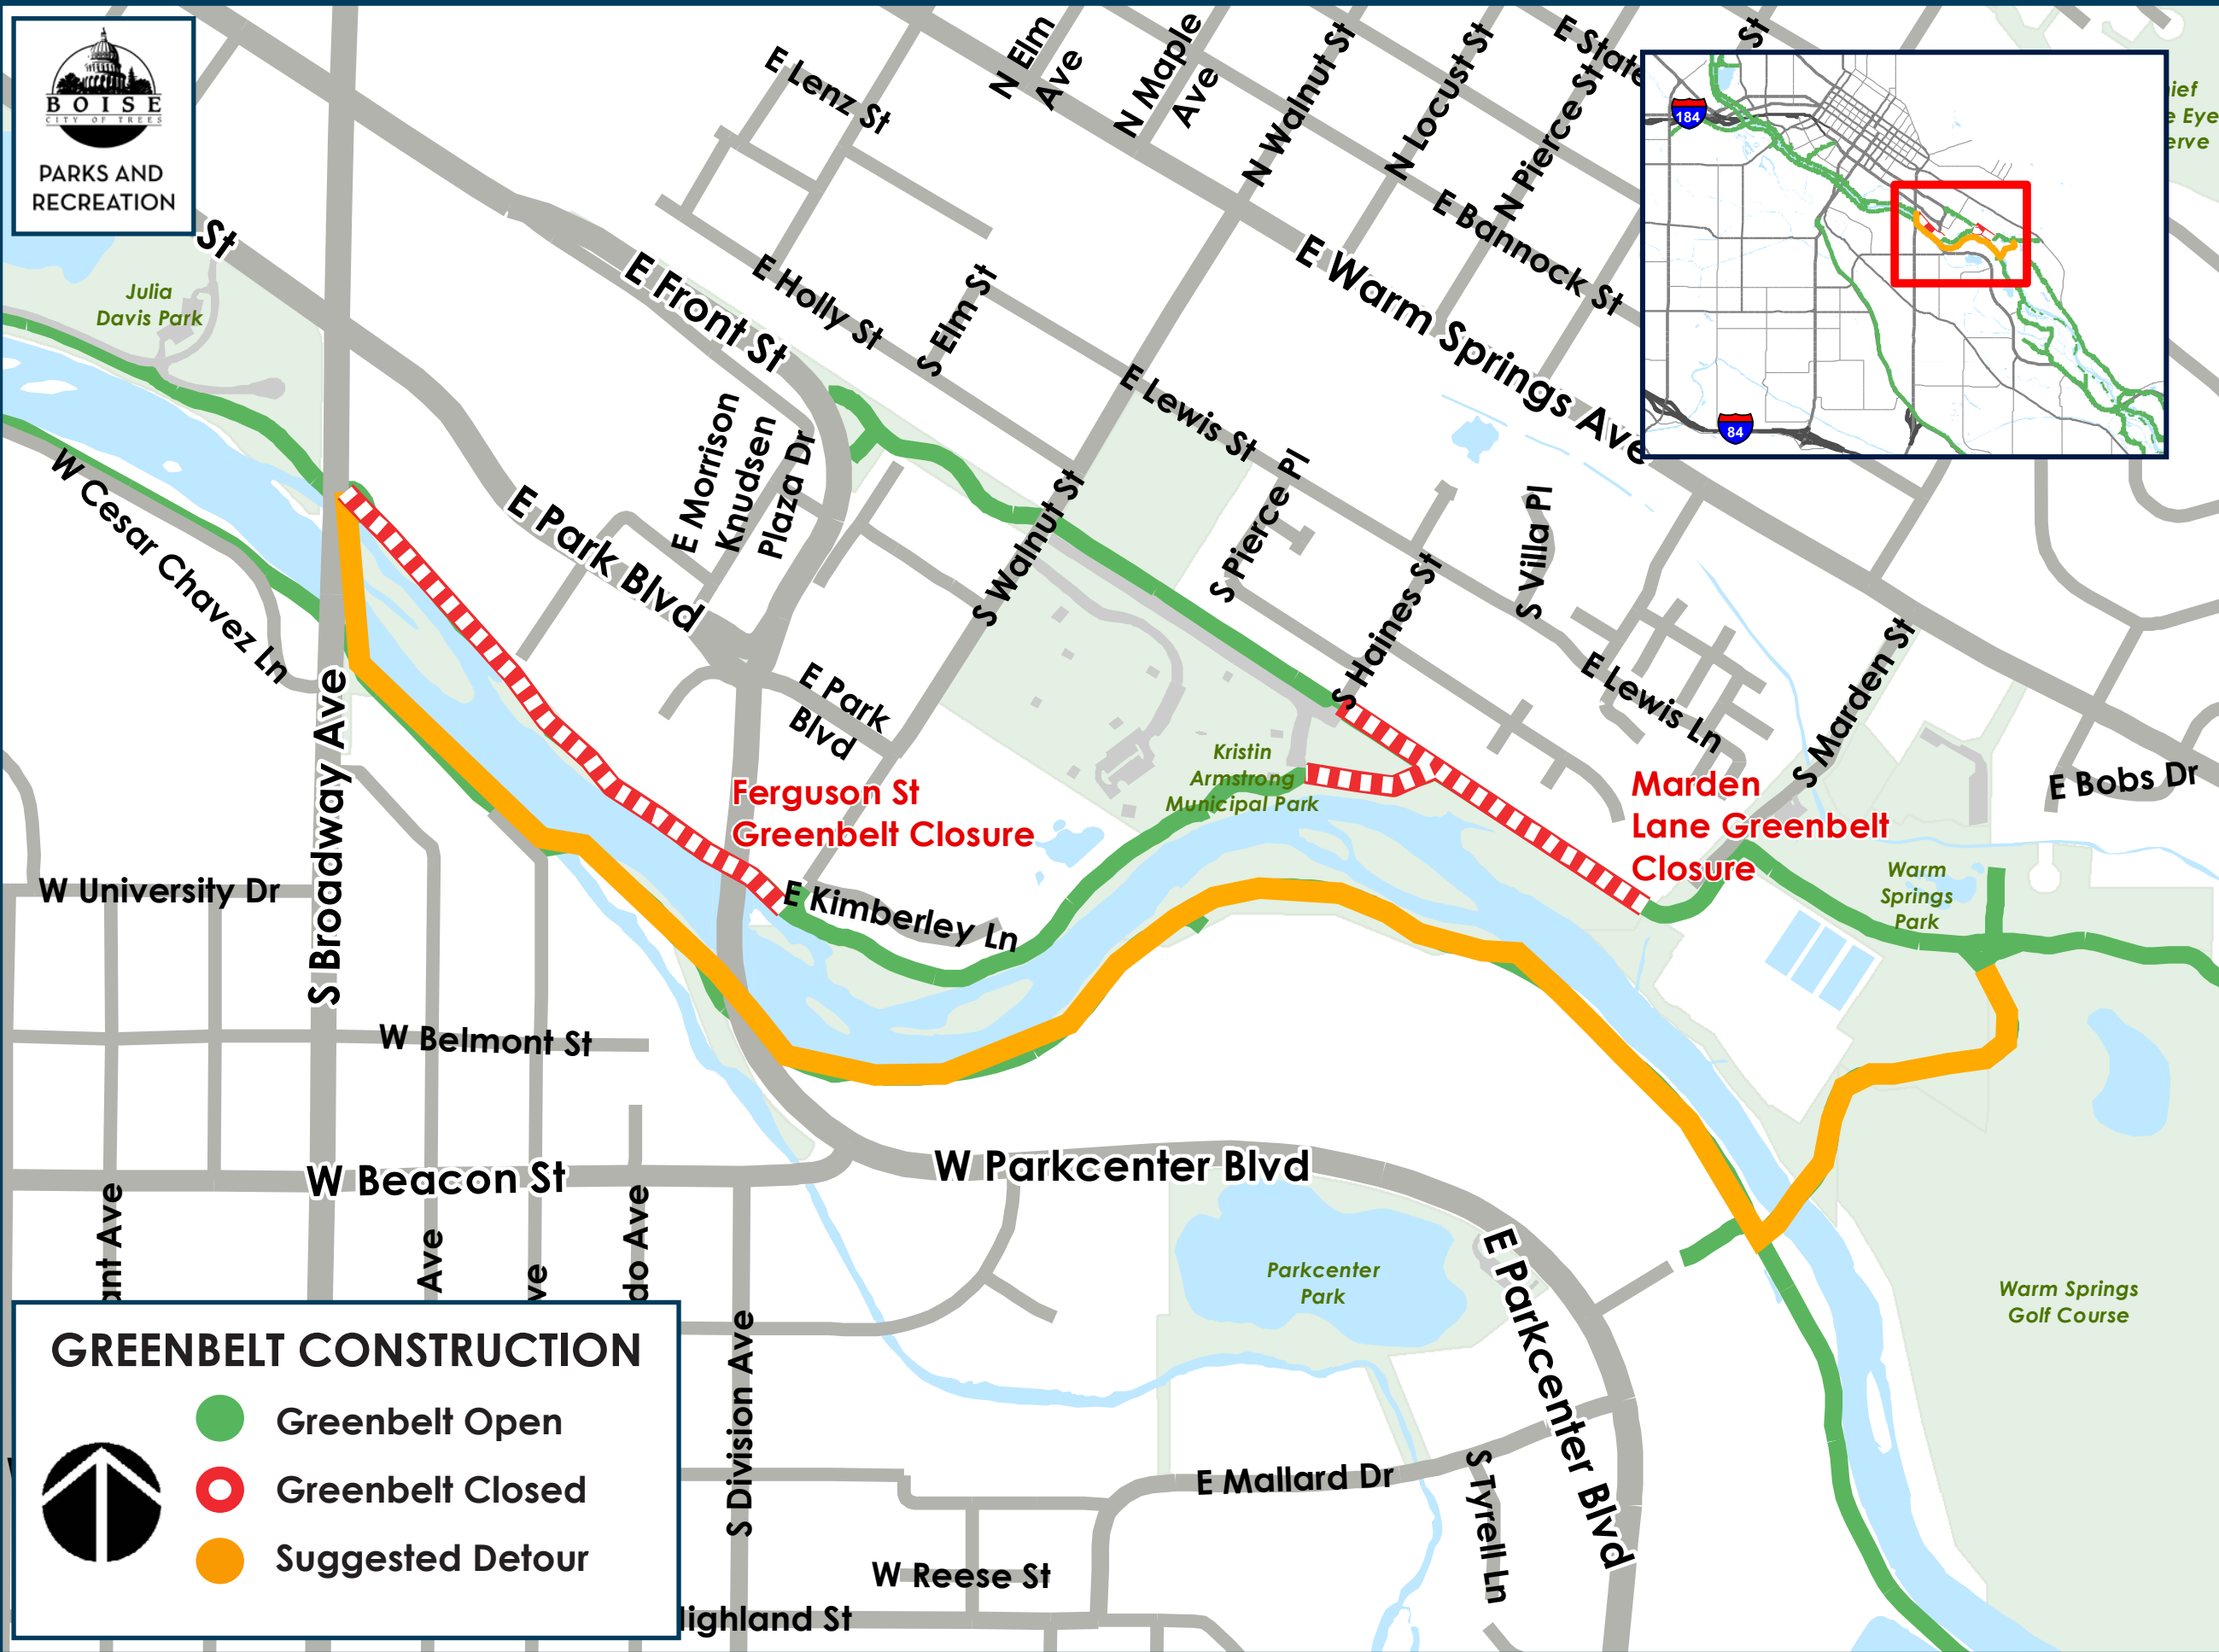 BOISE
CITY OF TREES
PARKS AND
RECREATION
St
Julia
Davis Park
W Cesar Chavez Ln
E Lenz St
N Elm
Ave
N Maple
Ave
N Walnut St
N Locust St
N Pierce St
E State
St
E Bannock St
E Warm Springs Ave
184
84
E Front St
E Holly St
S Elm St
E Lewis St
E Morrison
Knudsen
Plaza Dr
E Park Blvd
S Walnut St
S Pierce Pl
S Haines St
S Villa Pl
E Lewis Ln
S Marden St
E Bobs Dr
E Park
Blvd
Kristin
Armstrong
Municipal Park
Ferguson St
Greenbelt Closure
Marden
Lane Greenbelt
Closure
Warm
Springs
Park
E Kimberley Ln
S Broadway Ave
W University Dr
W Belmont St
W Beacon St
W Parkcenter Blvd
E Parkcenter Blvd
Parkcenter
Park
Warm Springs
Golf Course
Ave
Ave
S Division Ave
E Mallard Dr
S Tyrell Ln
W Reese St
St
GREENBELT CONSTRUCTION
Greenbelt Open
Greenbelt Closed
Suggested Detour